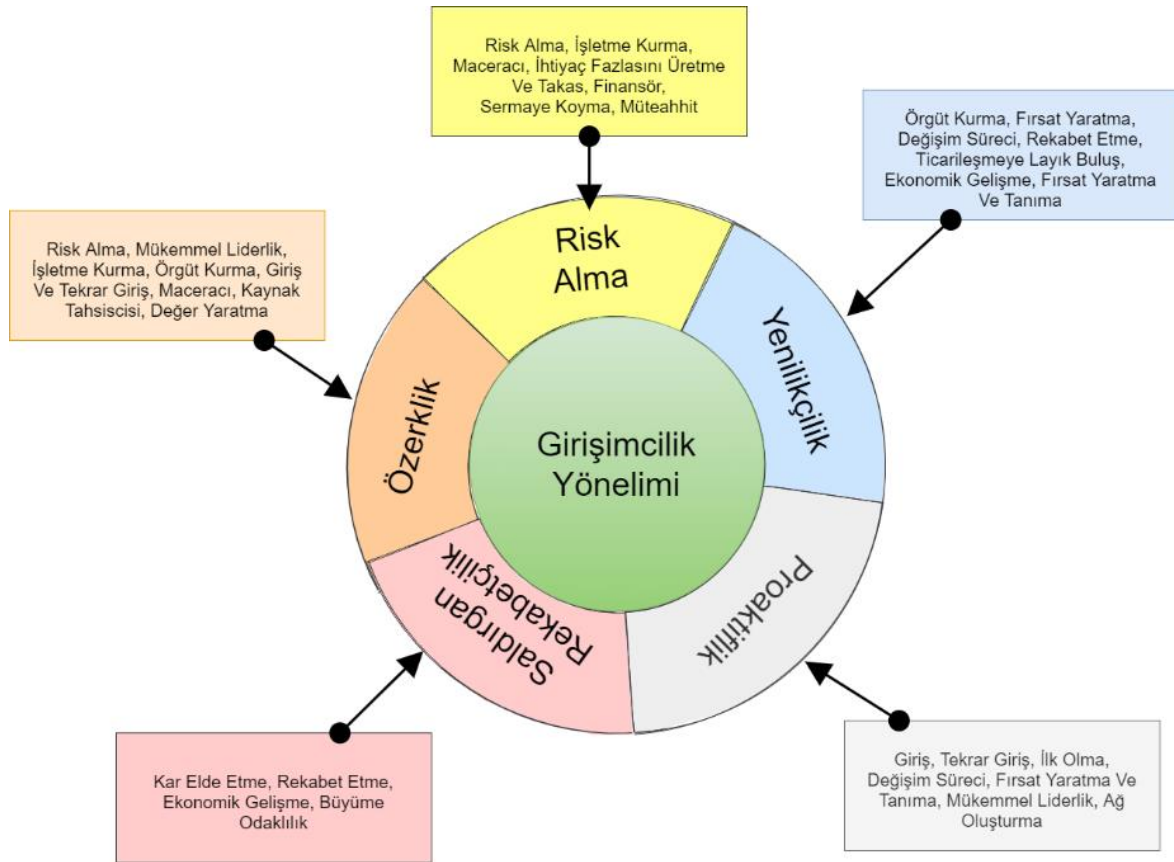 Risk Alma, İşletme Kurma,
Maceracı, İhtiyaç Fazlasını Üretme
Ve Takas, Finansör,
Sermaye Koyma, Müteahhit
Örgüt Kurma, Fırsat Yaratma,
Değişim Süreci, Rekabet Etme,
Ticarileşmeye Layık Buluş,
Ekonomik Gelişme, Fırsat Yaratma
Ve Tanıma
Risk Alma, Mükemmel Liderlik,
İşletme Kurma, Örgüt Kurma, Giriş
Ve Tekrar Giriş, Maceracı, Kaynak
Tahsiscisi, Değer Yaratma
Risk
Alma
Yenilikçilik
Özerklik
Girişimcilik
Yönelimi
Proaktiflik
Saldırgan
Rekabetçilik
Kar Elde Etme, Rekabet Etme,
Ekonomik Gelişme, Büyüme
Odaklılık
Giriş, Tekrar Giriş, İlk Olma,
Değişim Süreci, Fırsat Yaratma Ve
Tanıma, Mükemmel Liderlik, Ağ
Oluşturma